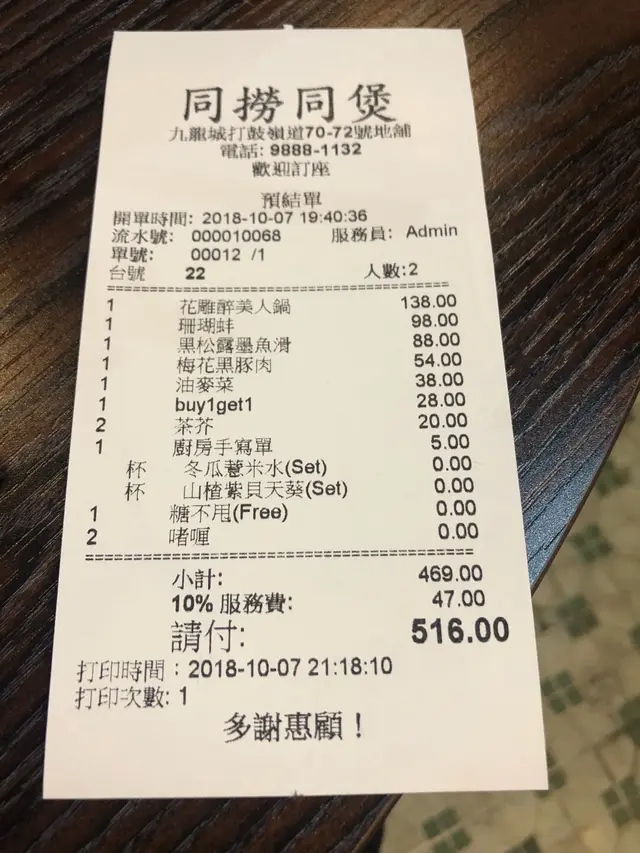 同撈同煲
九龍城打鼓嶺道70-72號地舖
電話: 9888-1132
歡迎訂座
預結單
開單時間: 2018-10-07 19:40:36
流水號: 000010068 服務員: Admin
單號: 00012 /1
台號 22 人數:2
1 花雕醉美人鍋 138.00
1 珊瑚蚌 98.00
1 黑松露墨魚滑 88.00
1 梅花黑豚肉 54.00
1 油麥菜 38.00
1 buy1get1 28.00
2 茶芥 20.00
1 廚房手寫單 5.00
杯 冬瓜薏米水(Set) 0.00
杯 山楂紫貝天葵(Set) 0.00
1 糖不甩(Free) 0.00
2 啫喱 0.00
小計: 469.00
10% 服務費: 47.00
請付: 516.00
打印時間：2018-10-07 21:18:10
打印次數: 1
多謝惠顧！